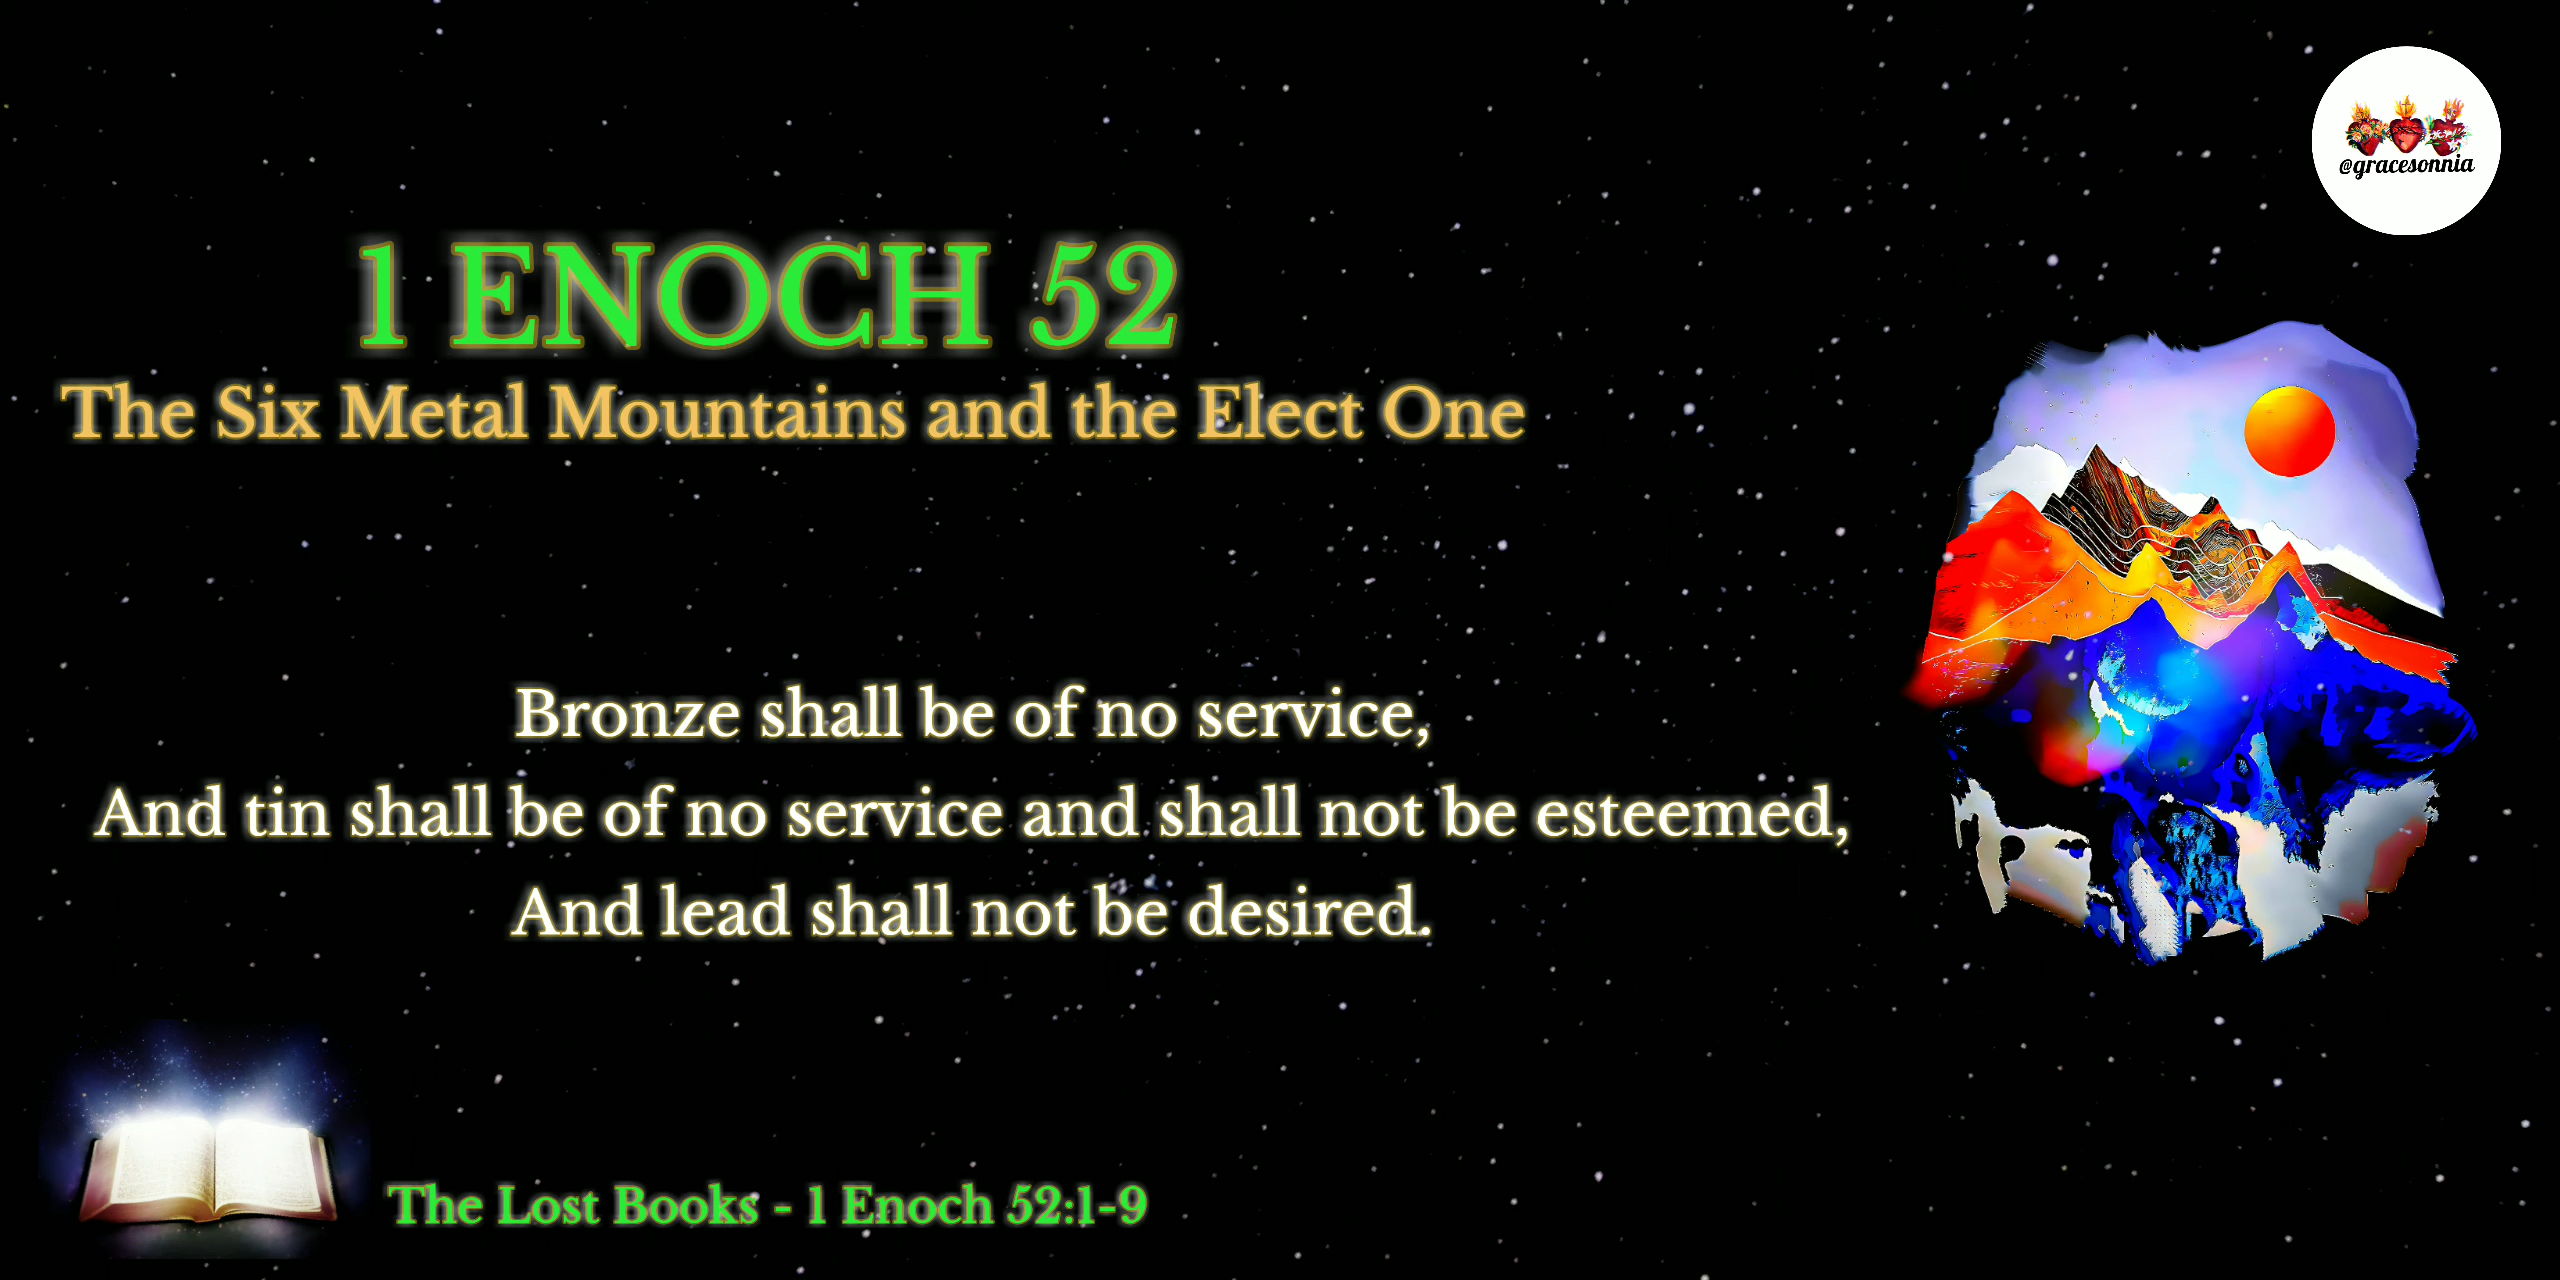 @gracesonnia
1 ENOCH 52
The Six Metal Mountains and the Elect One
Bronze shall be of no service,
And tin shall be of no service and shall not be esteemed,
And lead shall not be desired.
The Lost Books - 1 Enoch 52:1-9